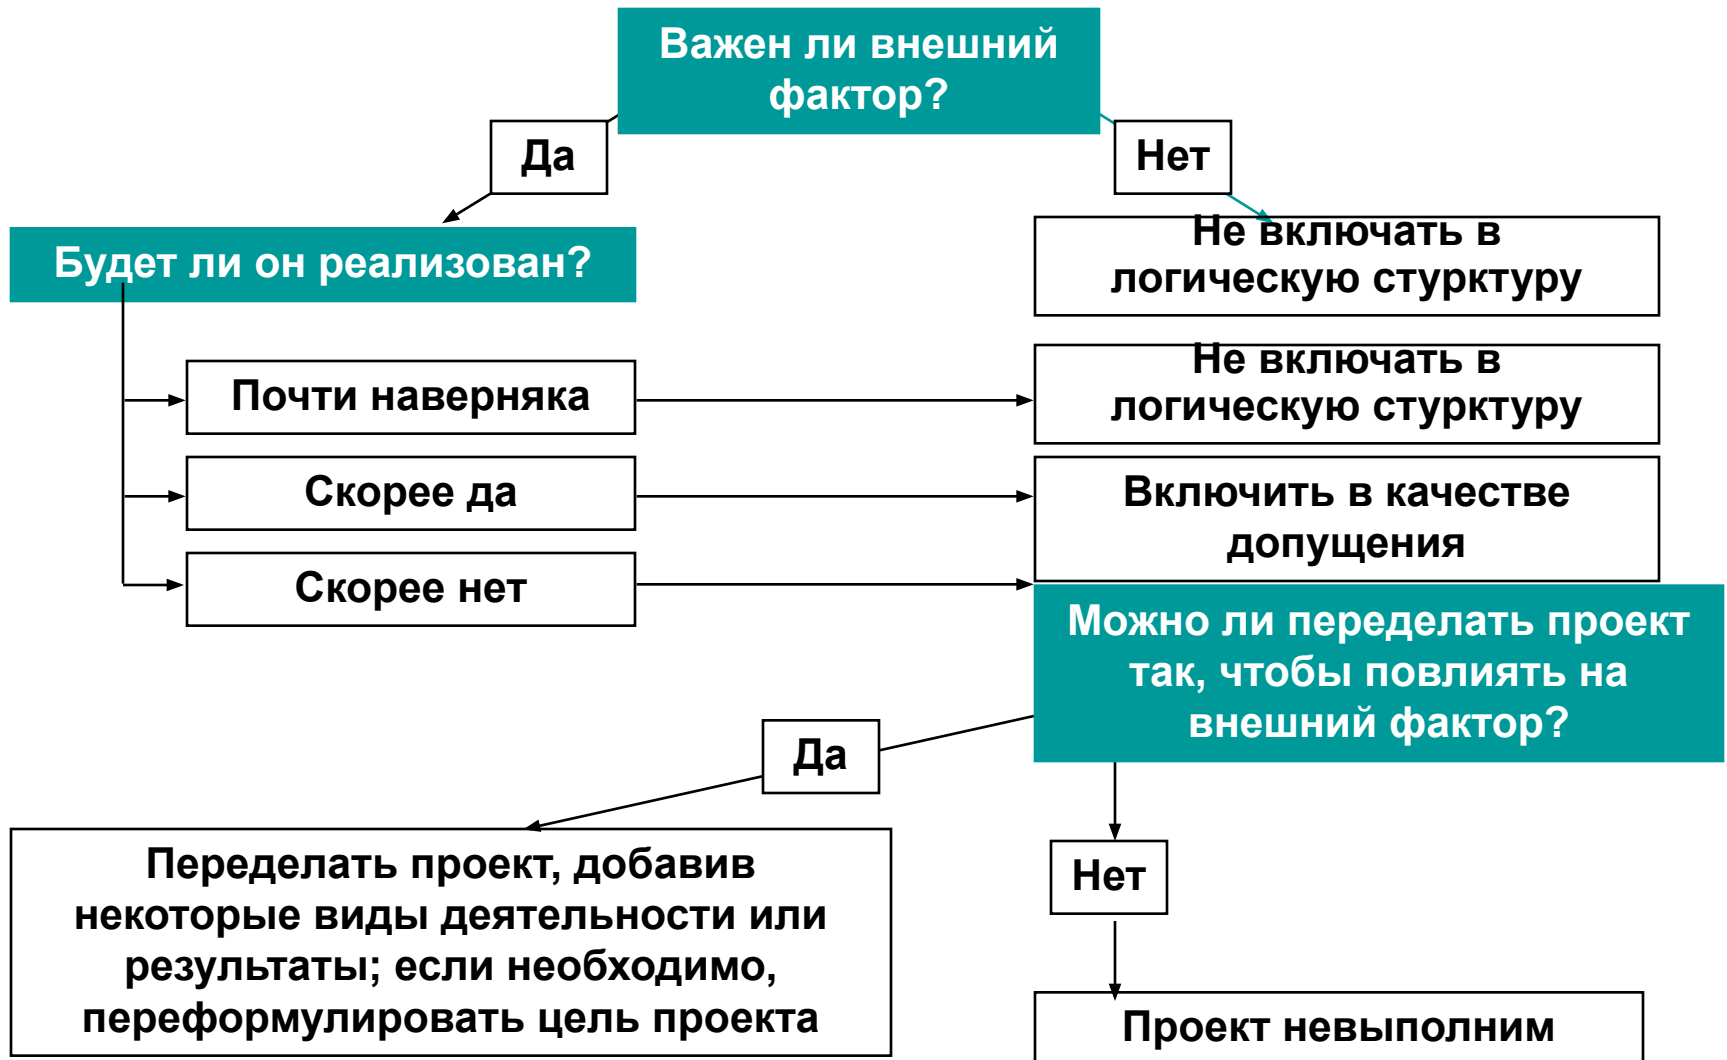 Важен ли внешний
фактор?
Да
Нет
Будет ли он реализован?
Не включать в
логическую стурктуру
Почти наверняка
Не включать в
логическую стурктуру
Скорее да
Включить в качестве
допущения
Скорее нет
Можно ли переделать проект
так, чтобы повлиять на
внешний фактор?
Да
Нет
Переделать проект, добавив
некоторые виды деятельности или
результаты; если необходимо,
переформулировать цель проекта
Проект невыполним